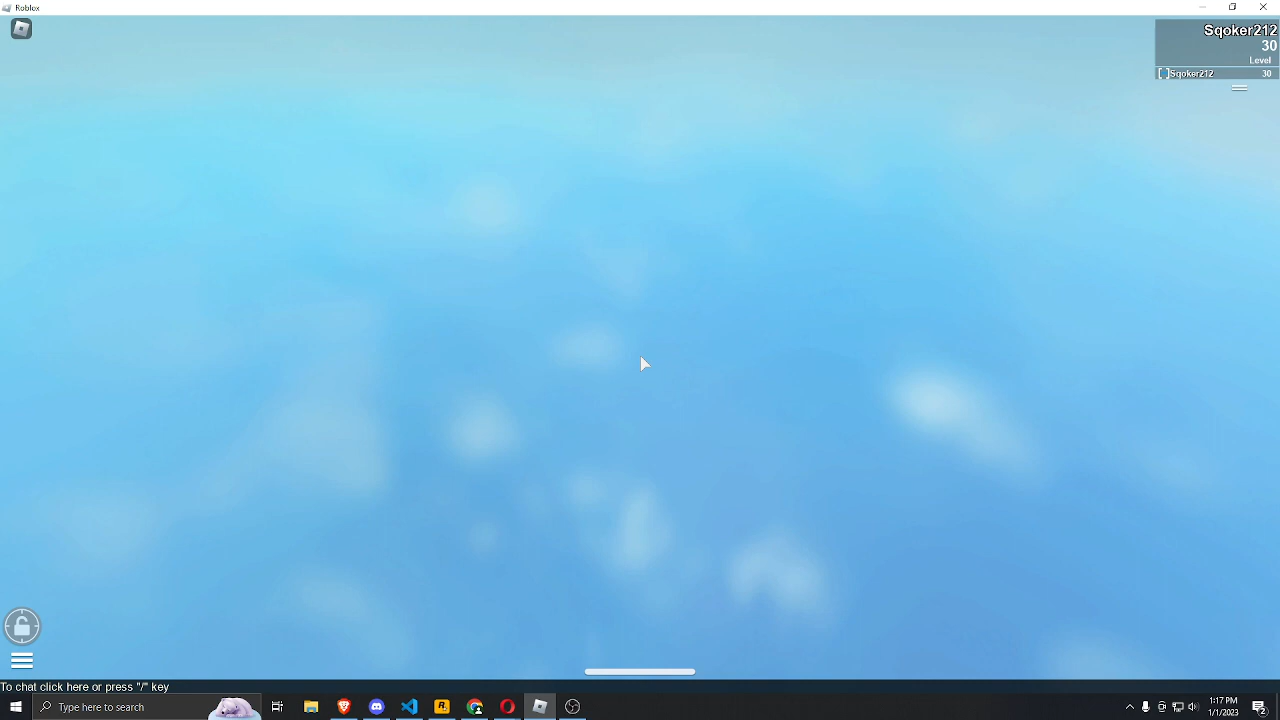 Roblox
Sqoker212
30
Level
[ ]Sqoker212 30
To chat click here or press "/" key
Type here to search
R.
1:17 PM
1/1/2023
2